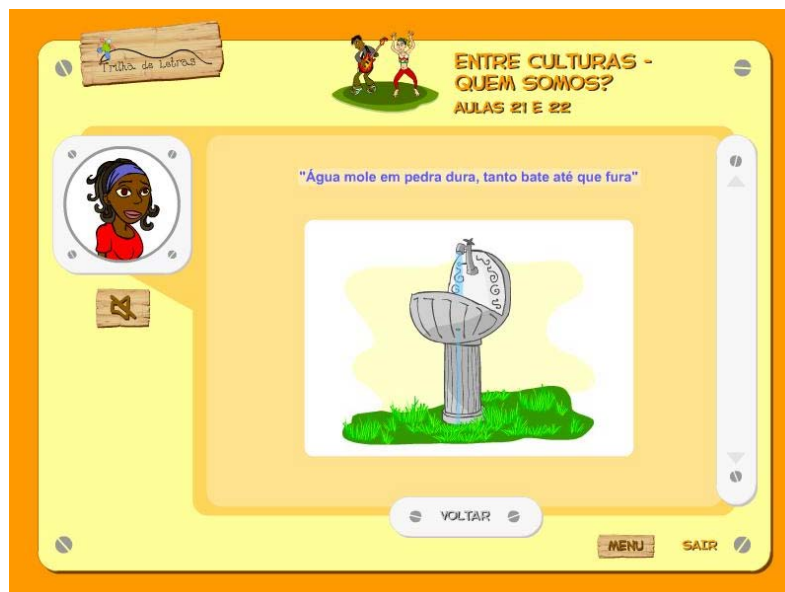 Trilha de Letras
ENTRE CULTURAS -
QUEM SOMOS?
AULAS 21 E 22
"Água mole em pedra dura, tanto bate até que fura"
VOLTAR
MENU
SAIR